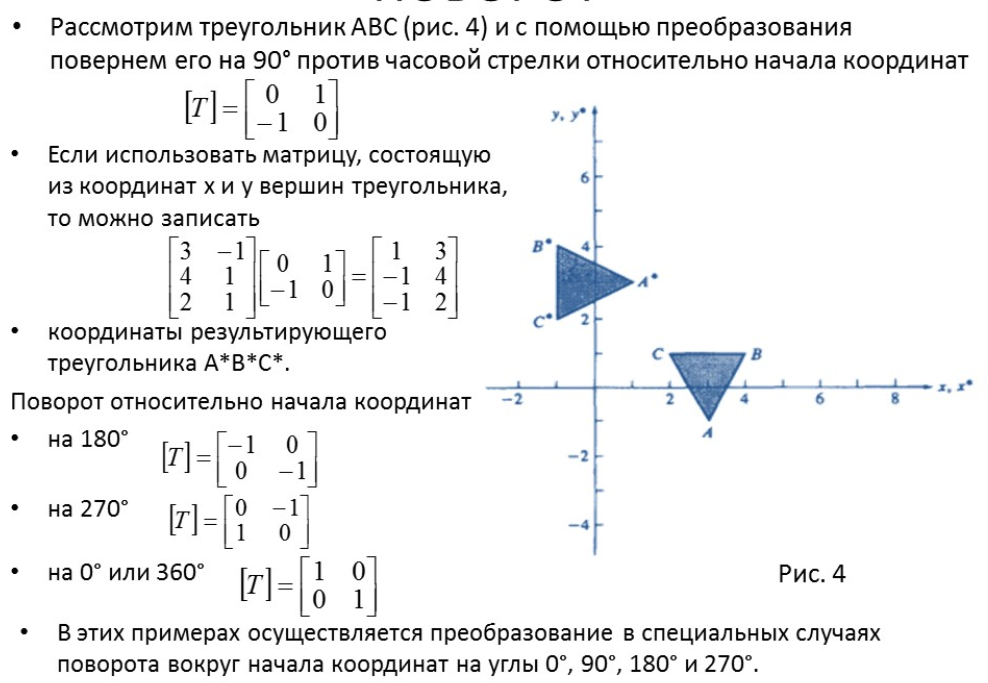 • Рассмотрим треугольник АВС (рис. 4) и с помощью преобразования
повернем его на 90° против часовой стрелки относительно начала координат
[T] = [0 1
−1 0]
• Если использовать матрицу, состоящую
из координат x и y вершин треугольника,
то можно записать
[3 −1
4 1
2 1] [0 1
−1 0] = [1 3
−1 4
−1 2]
• координаты результирующего
треугольника А*В*С*.
Поворот относительно начала координат
• на 180° [T] = [−1 0
0 −1]
• на 270° [T] = [0 −1
1 0]
• на 0° или 360° [T] = [1 0
0 1]
y, y*
6
B* 4
A*
C* 2
C B
−2 2 4 6 8 x, x*
A
−2
−4
Рис. 4
• В этих примерах осуществляется преобразование в специальных случаях
поворота вокруг начала координат на углы 0°, 90°, 180° и 270°.